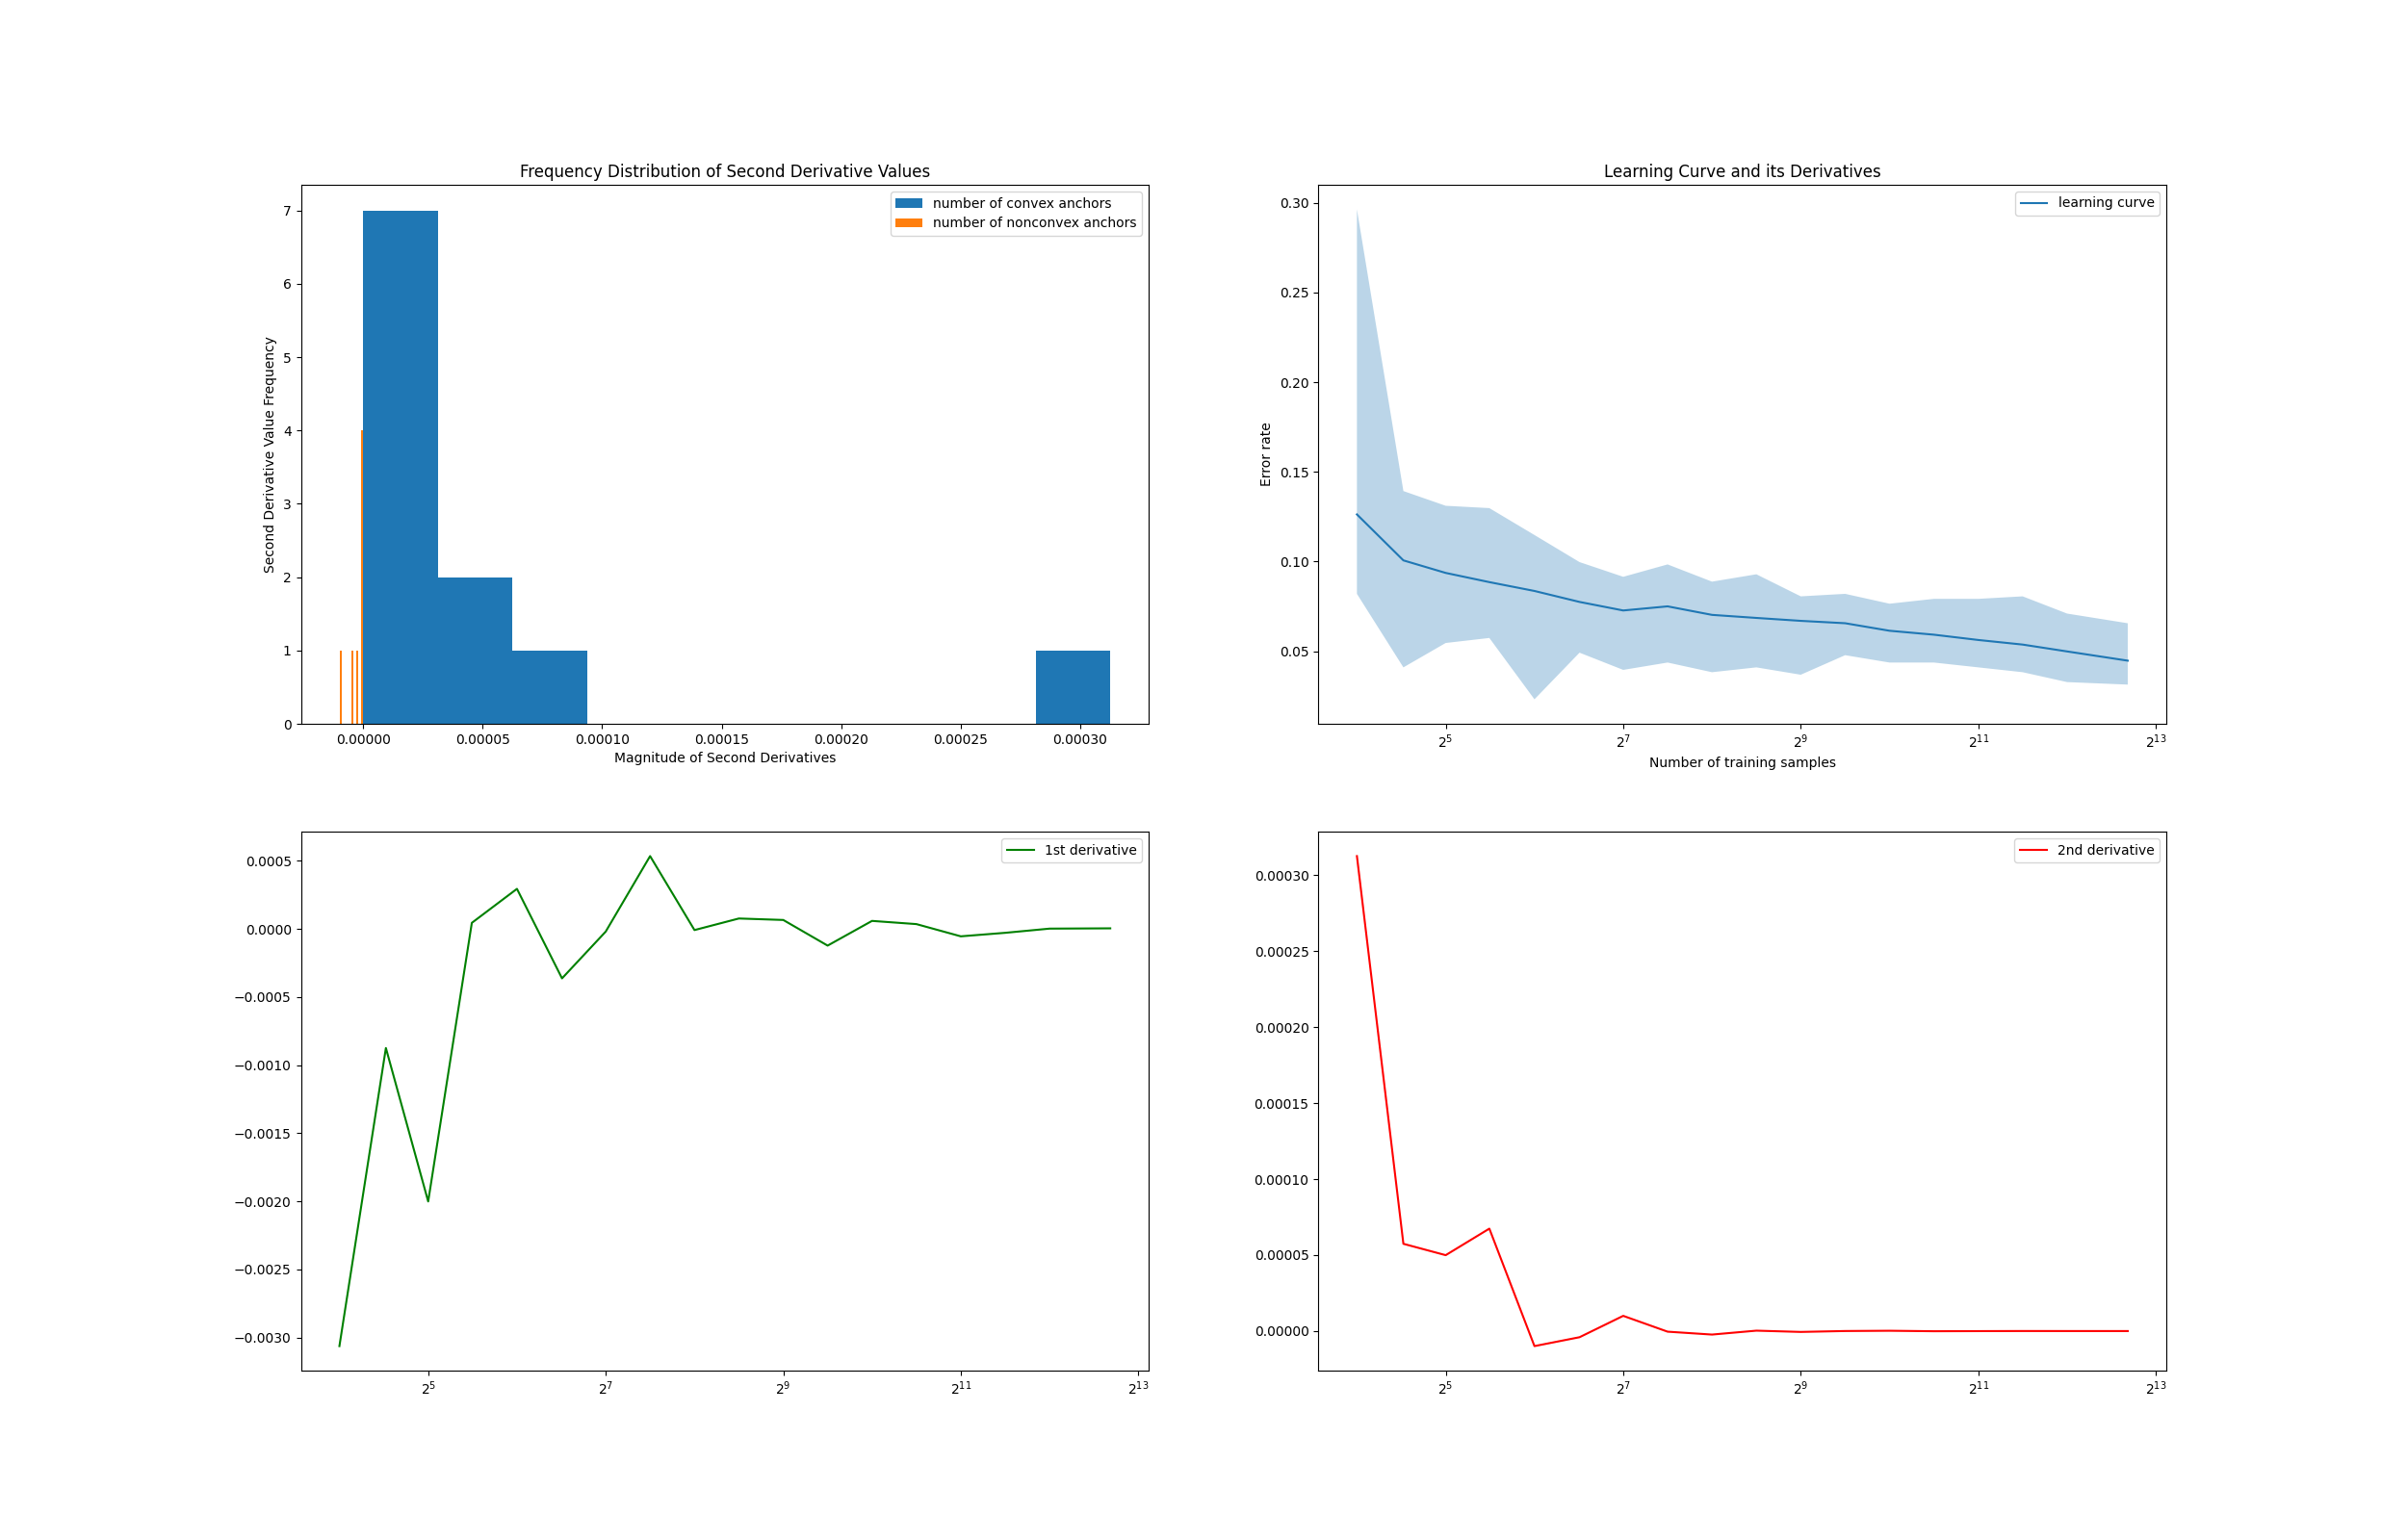 Frequency Distribution of Second Derivative Values
number of convex anchors
number of nonconvex anchors
Second Derivative Value Frequency
7
6
5
4
3
2
1
0
0.00000 0.00005 0.00010 0.00015 0.00020 0.00025 0.00030
Magnitude of Second Derivatives
Learning Curve and its Derivatives
learning curve
Error rate
0.30
0.25
0.20
0.15
0.10
0.05
2^5 2^7 2^9 2^11 2^13
Number of training samples
1st derivative
0.0005
0.0000
−0.0005
−0.0010
−0.0015
−0.0020
−0.0025
−0.0030
2^5 2^7 2^9 2^11 2^13
2nd derivative
0.00030
0.00025
0.00020
0.00015
0.00010
0.00005
0.00000
2^5 2^7 2^9 2^11 2^13